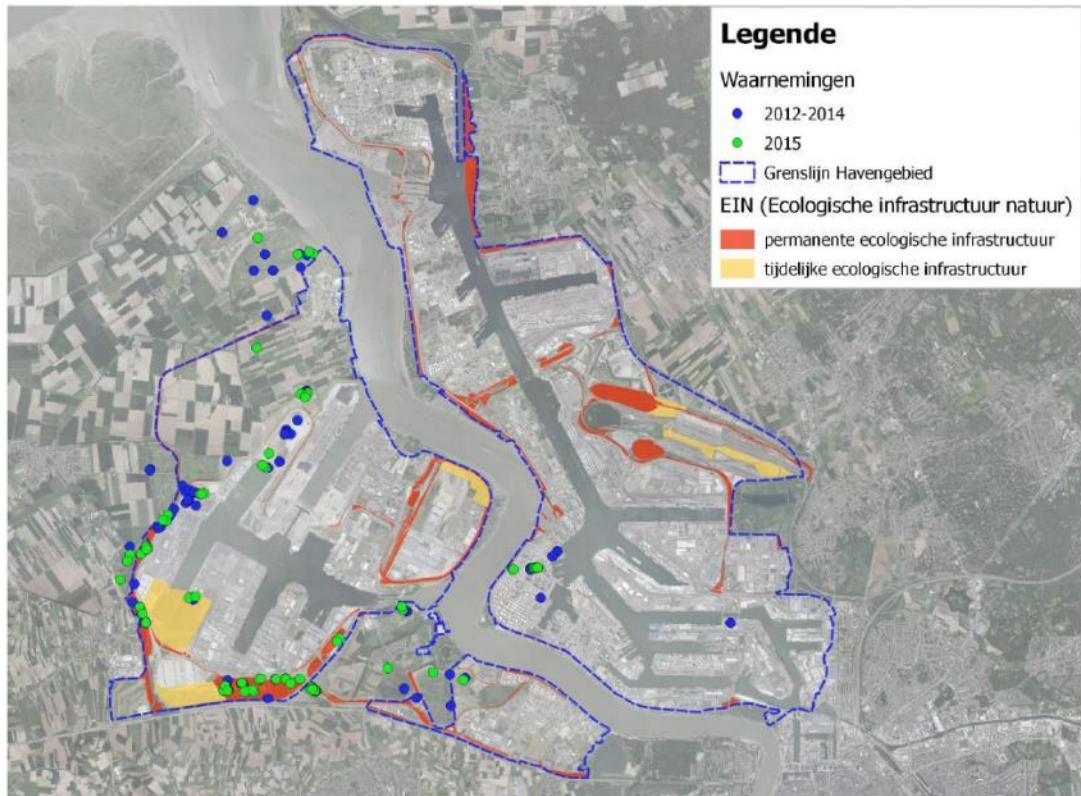 Legende
Waarnemingen
2012-2014
2015
Grenslijn Havengebied
EIN (Ecologische infrastructuur natuur)
permanente ecologische infrastructuur
tijdelijke ecologische infrastructuur